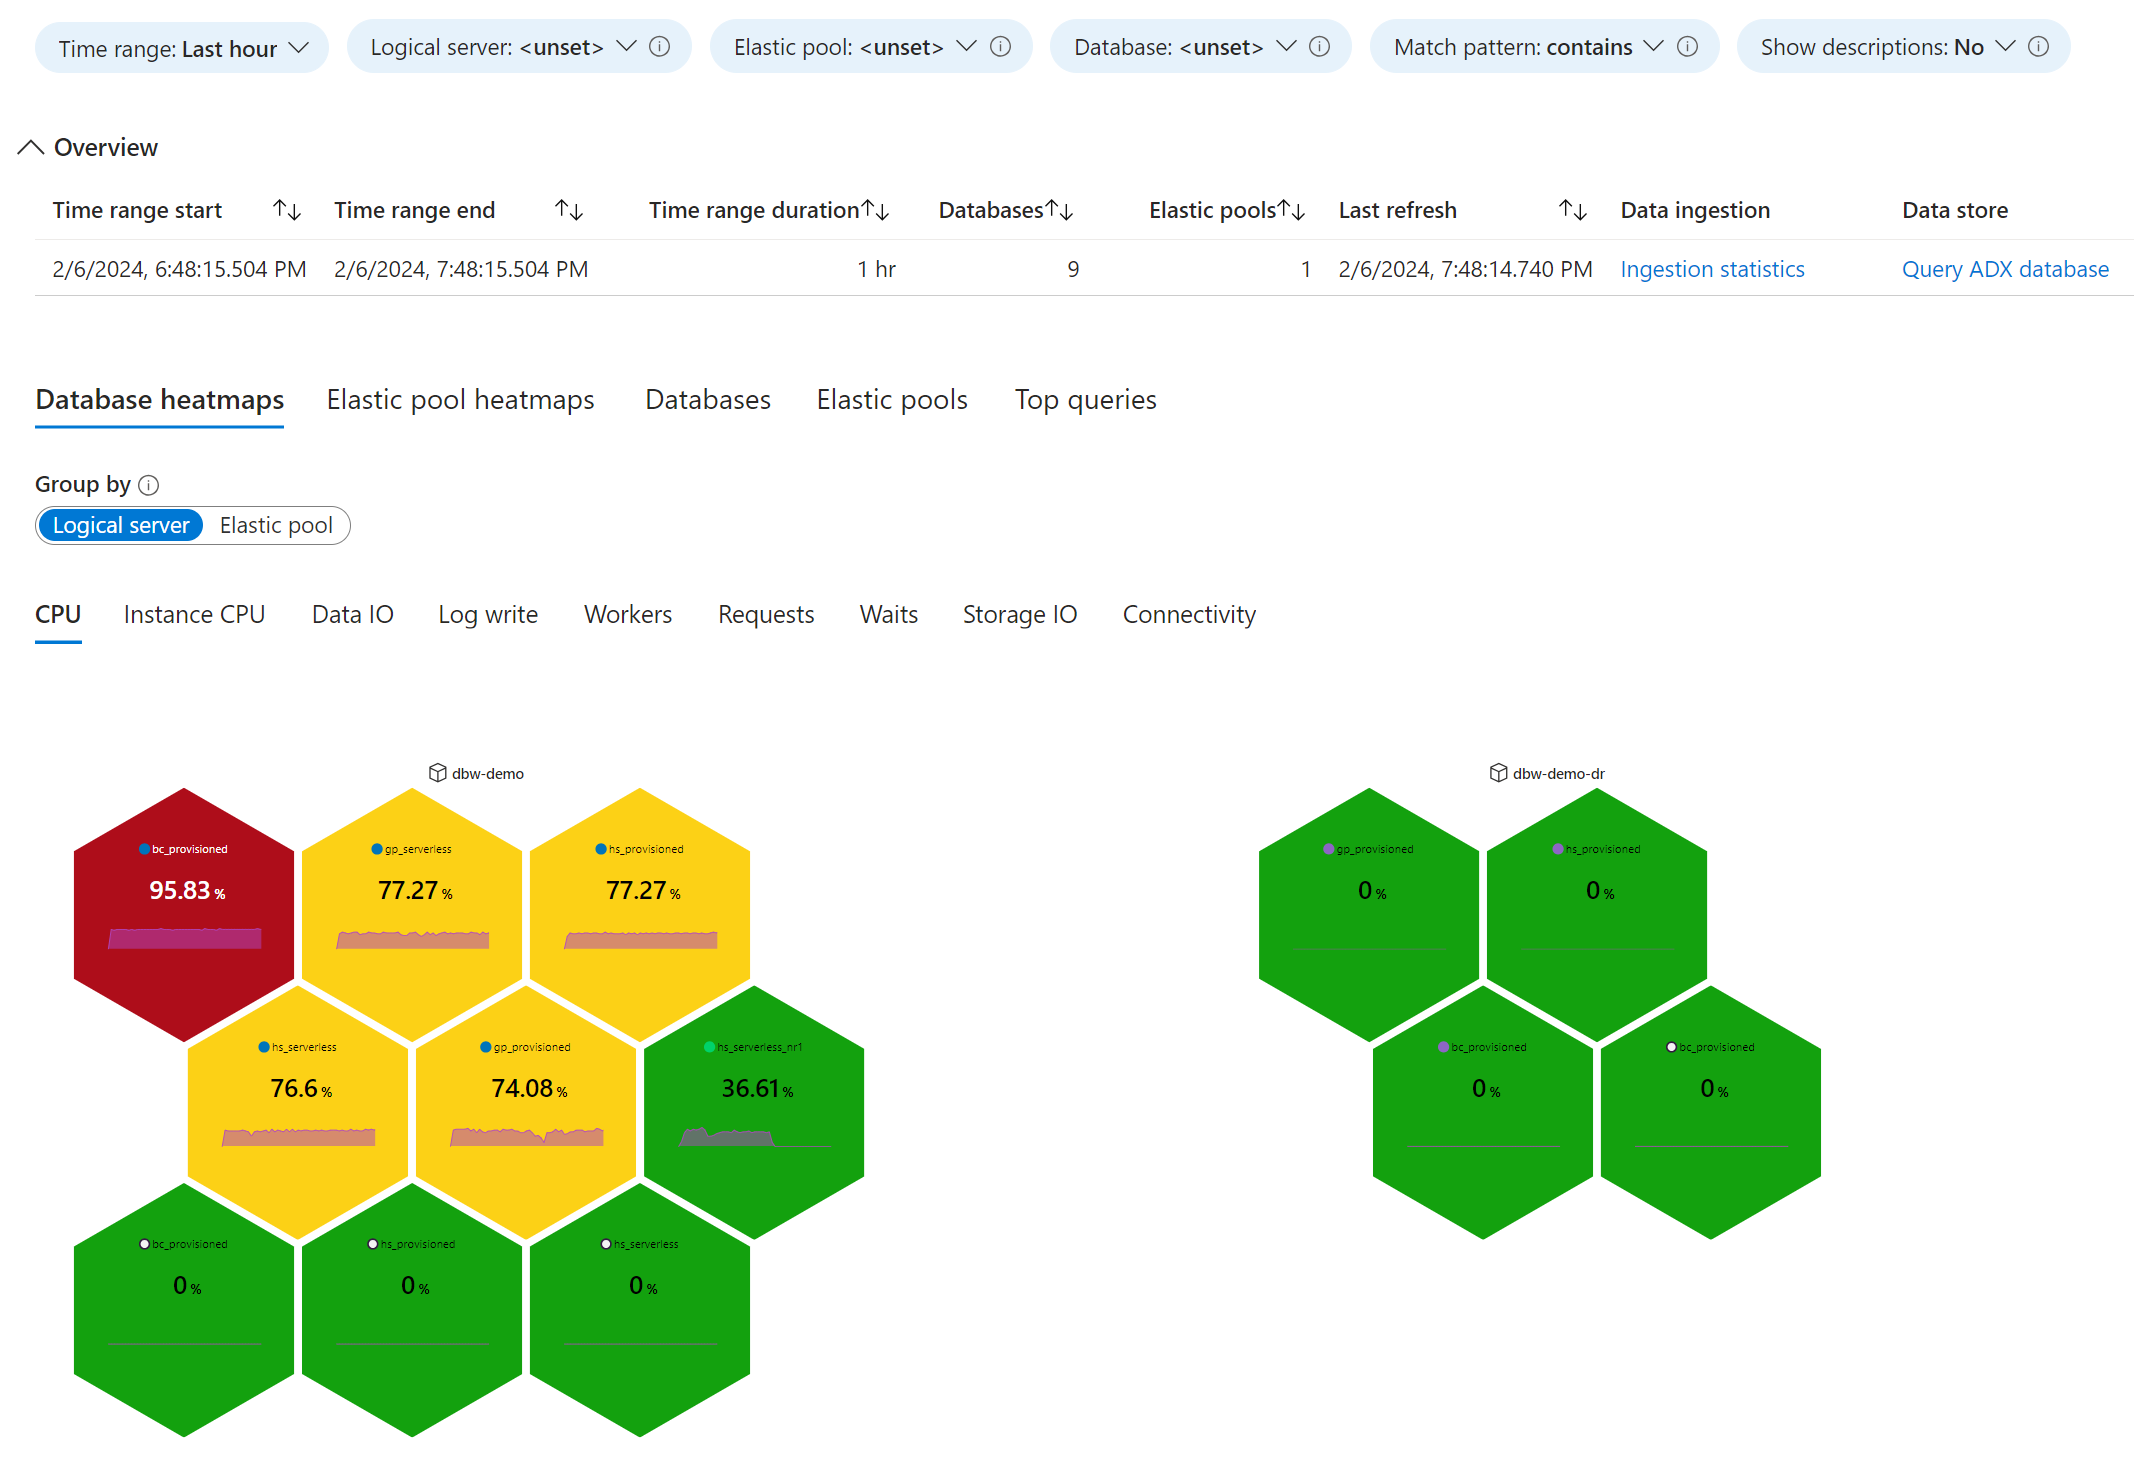 Time range: Last hour Logical server: <unset> Elastic pool: <unset> Database: <unset> Match pattern: contains Show descriptions: No
Overview
Time range start Time range end Time range duration Databases Elastic pools Last refresh Data ingestion Data store
2/6/2024, 6:48:15.504 PM 2/6/2024, 7:48:15.504 PM 1 hr 9 1 2/6/2024, 7:48:14.740 PM Ingestion statistics Query ADX database
Database heatmaps Elastic pool heatmaps Databases Elastic pools Top queries
Group by
Logical server Elastic pool
CPU Instance CPU Data IO Log write Workers Requests Waits Storage IO Connectivity
dbw-demo
bc_provisioned gp_serverless hs_provisioned
95.83 % 77.27 % 77.27 %
hs_serverless gp_provisioned hs_serverless_nr1
76.6 % 74.08 % 36.61 %
bc_provisioned hs_provisioned hs_serverless
0 % 0 % 0 %
dbw-demo-dr
gp_provisioned hs_provisioned
0 % 0 %
bc_provisioned bc_provisioned
0 % 0 %